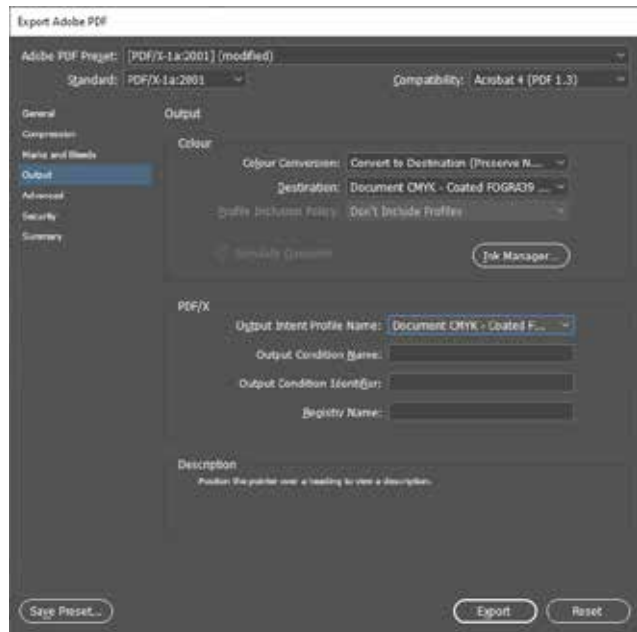 Export Adobe PDF
Adobe PDF Preset: [PDF/X-1a:2001] (modified)
Standard: PDF/X-1a:2001 Compatibility: Acrobat 4 (PDF 1.3)
General
Compression
Marks and Bleeds
Output
Advanced
Security
Summary
Output
Colour
Colour Conversion: Convert to Destination (Preserve N...
Destination: Document CMYK - Coated FOGRA39 ...
Profile Inclusion Policy: Don't Include Profiles
Simulate Overprint
Ink Manager...
PDF/X
Output Intent Profile Name: Document CMYK - Coated F...
Output Condition Name:
Output Condition Identifier:
Registry Name:
Description
Position the pointer over a heading to view a description.
Save Preset... Export Reset